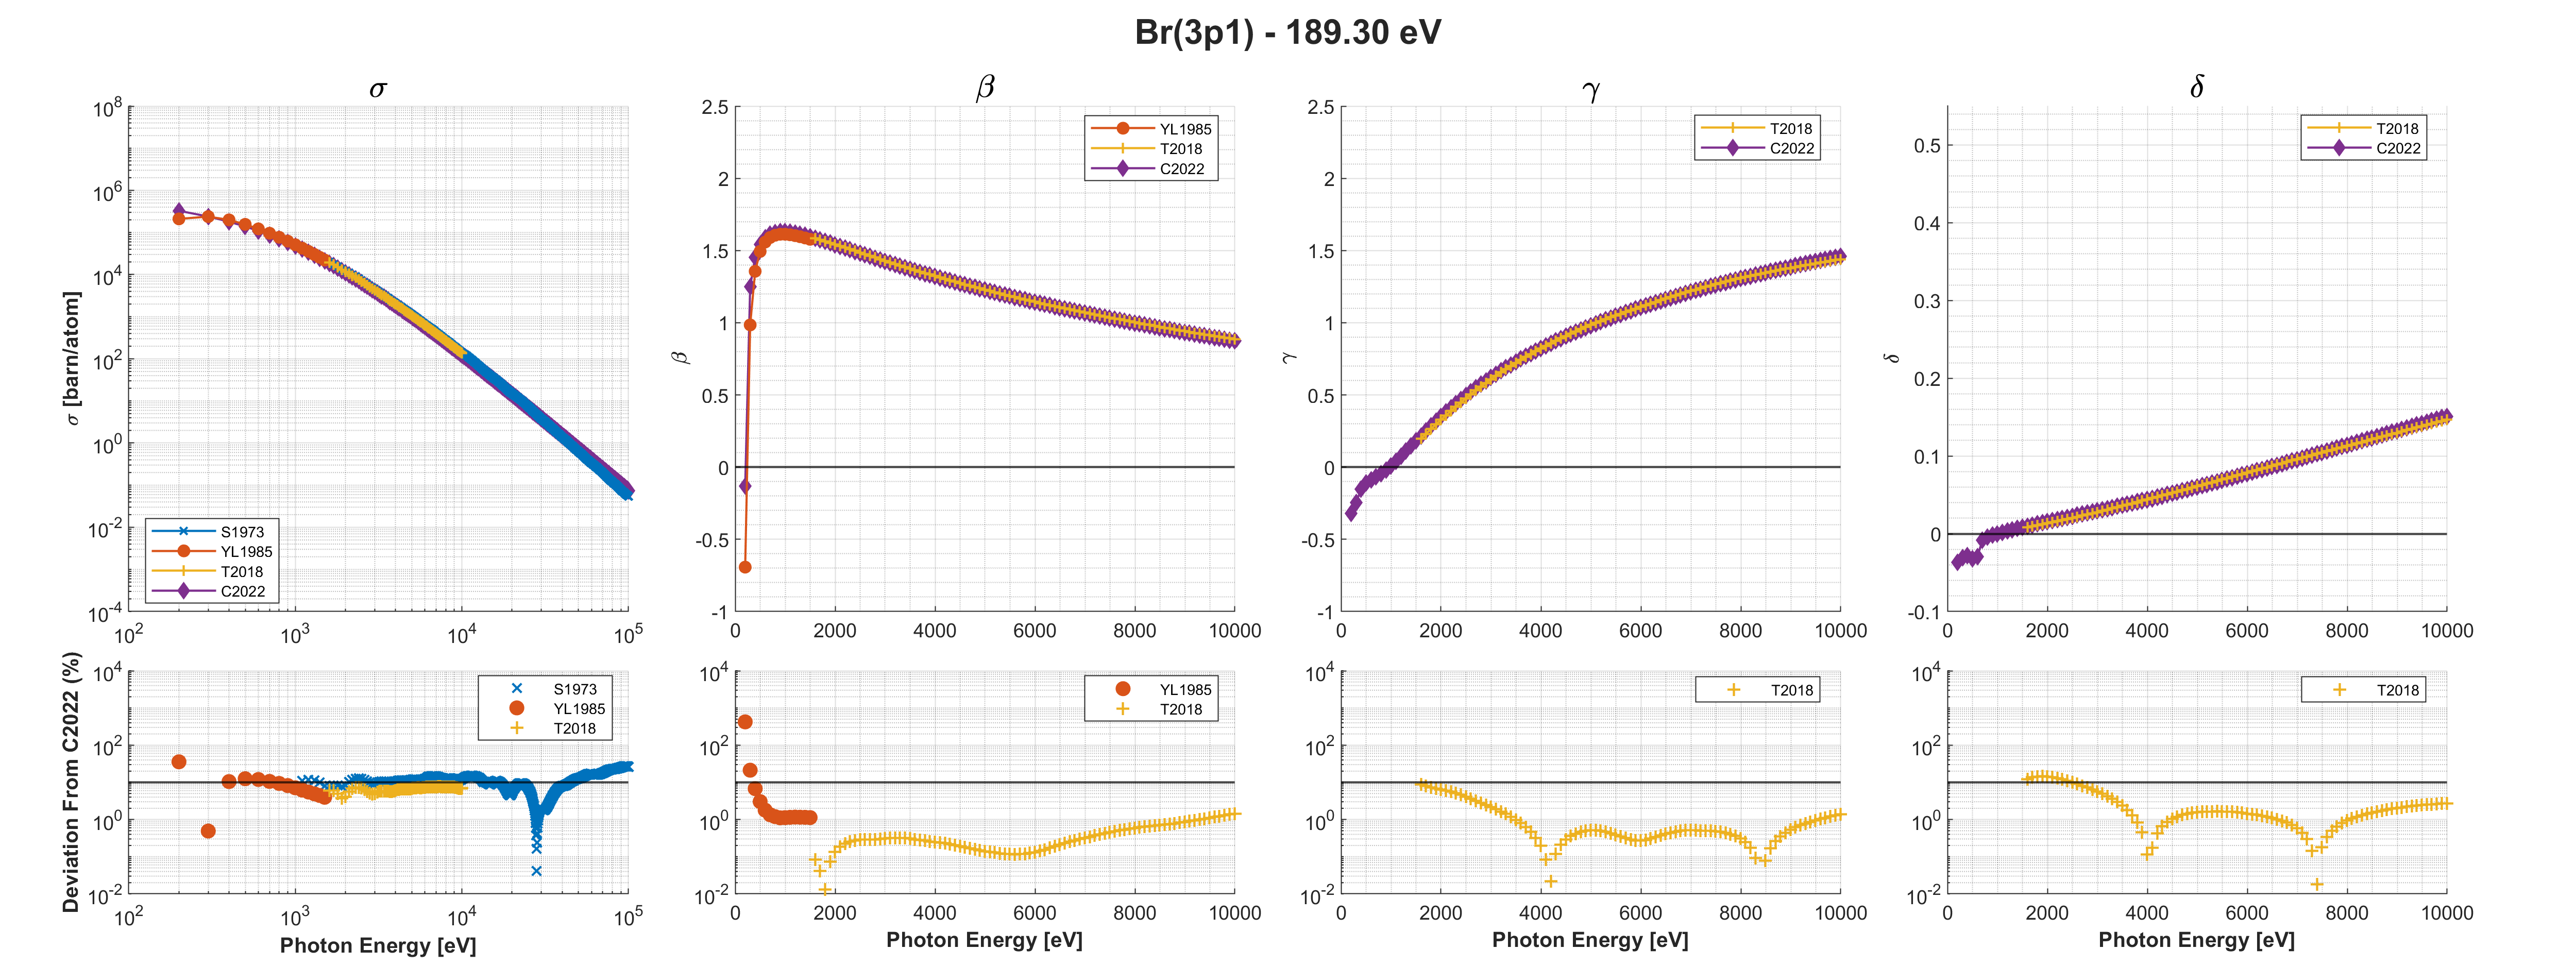 Br(3p1) - 189.30 eV
σ
σ [barn/atom]
10^8
10^6
10^4
10^2
10^0
10^-2
10^-4
10^2
10^3
10^4
10^5
S1973
YL1985
T2018
C2022
β
β
2.5
2
1.5
1
0.5
0
-0.5
-1
0
2000
4000
6000
8000
10000
YL1985
T2018
C2022
γ
γ
2.5
2
1.5
1
0.5
0
-0.5
-1
0
2000
4000
6000
8000
10000
T2018
C2022
δ
δ
0.5
0.4
0.3
0.2
0.1
0
-0.1
0
2000
4000
6000
8000
10000
T2018
C2022
Deviation From C2022 (%)
10^4
10^2
10^0
10^-2
10^2
10^3
10^4
10^5
S1973
YL1985
T2018
Photon Energy [eV]
10^4
10^2
10^0
10^-2
0
2000
4000
6000
8000
10000
YL1985
T2018
Photon Energy [eV]
10^4
10^2
10^0
10^-2
0
2000
4000
6000
8000
10000
T2018
Photon Energy [eV]
10^4
10^2
10^0
10^-2
0
2000
4000
6000
8000
10000
T2018
Photon Energy [eV]